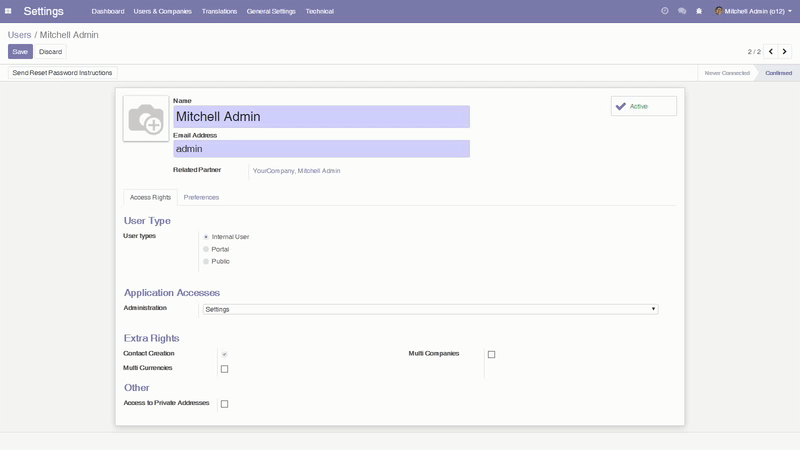 Settings Dashboard Users & Companies Translations General Settings Technical Mitchell Admin (o12)
Users / Mitchell Admin
Save Discard 2 / 2
Send Reset Password Instructions Never Connected Confirmed
Name
Mitchell Admin
Active
Email Address
admin
Related Partner YourCompany, Mitchell Admin
Access Rights Preferences
User Type
User types Internal User
Portal
Public
Application Accesses
Administration Settings
Extra Rights
Contact Creation Multi Companies
Multi Currencies
Other
Access to Private Addresses